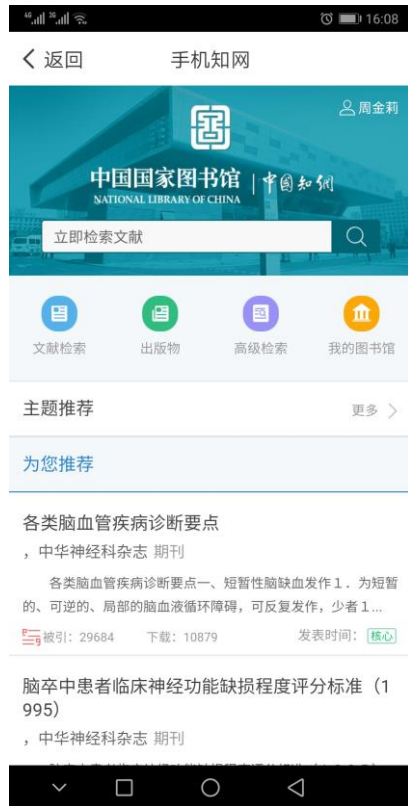 46 26 16:08
返回 手机知网
周金莉
中国国家图书馆 | 中国知网
NATIONAL LIBRARY OF CHINA
立即检索文献
文献检索 出版物 高级检索 我的图书馆
主题推荐 更多
为您推荐
各类脑血管疾病诊断要点
，中华神经科杂志 期刊
各类脑血管疾病诊断要点一、短暂性脑缺血发作１．为短暂
的、可逆的、局部的脑血液循环障碍，可反复发作，少者１...
被引：29684 下载：10879 发表时间： 核心
脑卒中患者临床神经功能缺损程度评分标准（1
995）
，中华神经科杂志 期刊